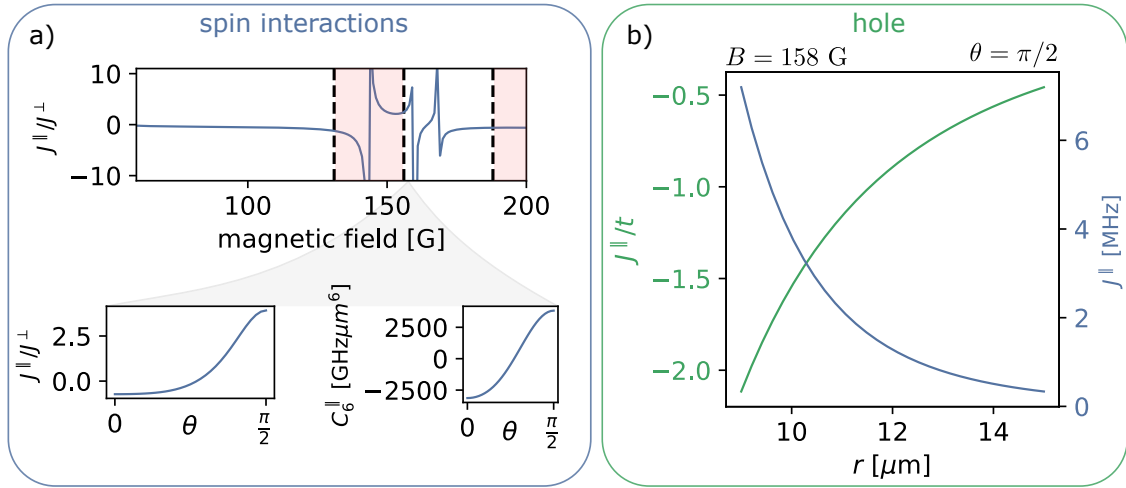 spin interactions
a)
10
0
−10
J^∥/J^⊥
100
150
200
magnetic field [G]
2.5
0.0
J^∥/J^⊥
0
θ
π/2
2500
0
−2500
C₆^∥ [GHzμm⁶]
0
θ
π/2
hole
b)
B = 158 G
θ = π/2
−0.5
−1.0
−1.5
−2.0
J^∥/t
6
4
2
0
J^∥ [MHz]
10
12
14
r [μm]